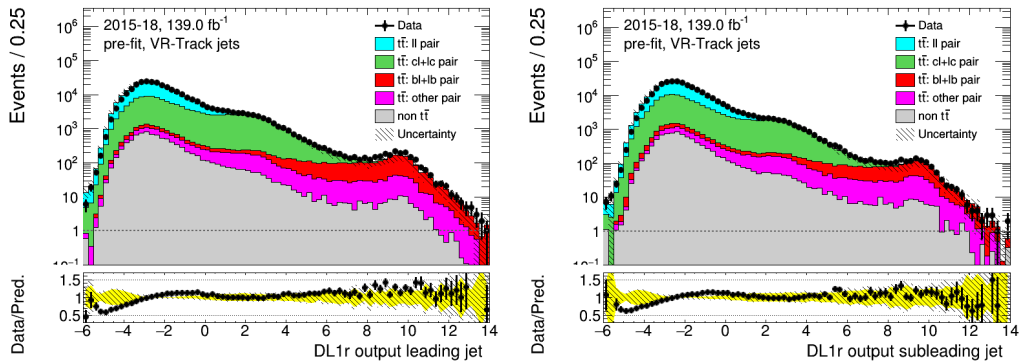 Events / 0.25
10⁶
10⁵
10⁴
10³
10²
10
1
10⁻¹
2015-18, 139.0 fb⁻¹
pre-fit, VR-Track jets
Data
tt̄: ll pair
tt̄: cl+lc pair
tt̄: bl+lb pair
tt̄: other pair
non tt̄
Uncertainty
Data/Pred.
1.5
1
0.5
−6 −4 −2 0 2 4 6 8 10 12 14
DL1r output leading jet
Events / 0.25
10⁶
10⁵
10⁴
10³
10²
10
1
10⁻¹
2015-18, 139.0 fb⁻¹
pre-fit, VR-Track jets
Data
tt̄: ll pair
tt̄: cl+lc pair
tt̄: bl+lb pair
tt̄: other pair
non tt̄
Uncertainty
Data/Pred.
1.5
1
0.5
−6 −4 −2 0 2 4 6 8 10 12 14
DL1r output subleading jet